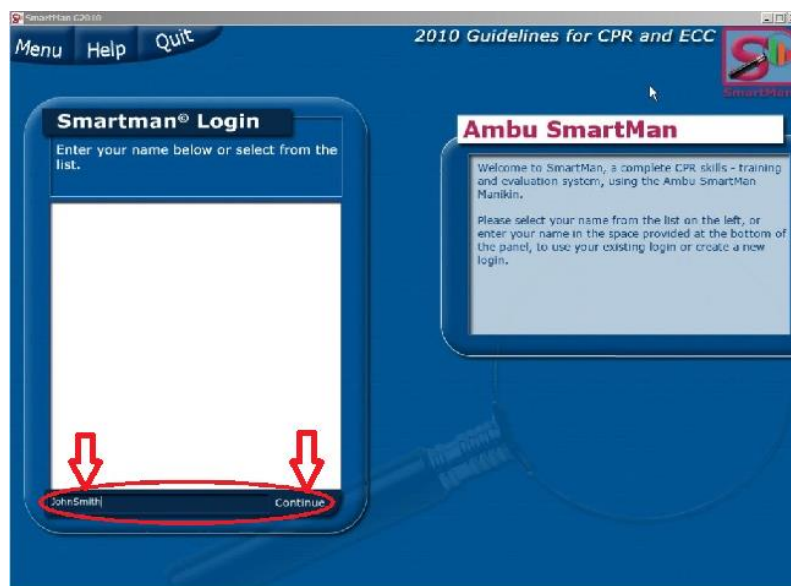 SmartMan C2010
Menu Help Quit
2010 Guidelines for CPR and ECC
SmartMan
Smartman© Login
Enter your name below or select from the
list.
Ambu SmartMan
Welcome to SmartMan, a complete CPR skills - training
and evaluation system, using the Ambu SmartMan
Manikin.
Please select your name from the list on the left, or
enter your name in the space provided at the bottom of
the panel, to use your existing login or create a new
login.
JohnSmith
Continue